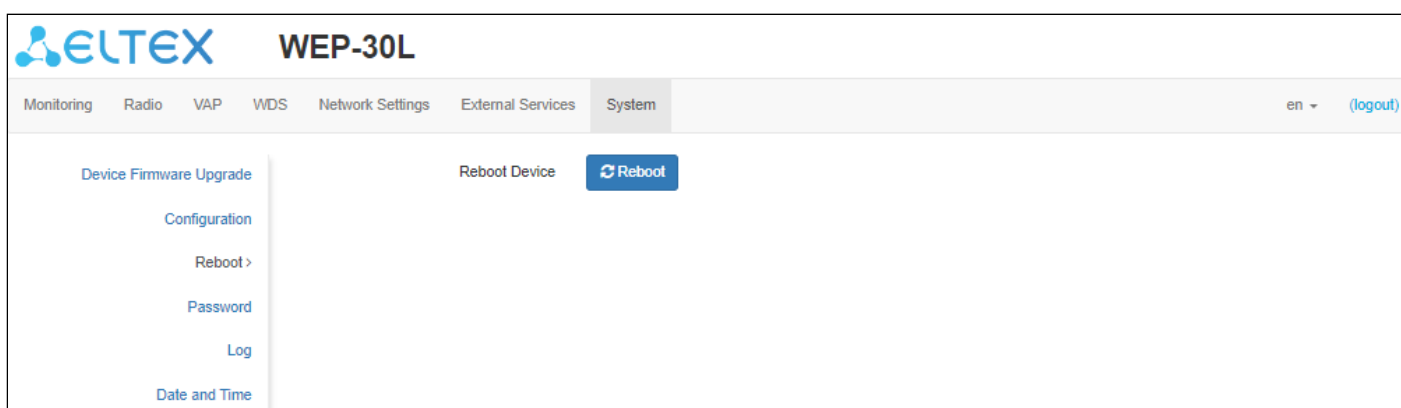 ELTEX WEP-30L
Monitoring Radio VAP WDS Network Settings External Services System en (logout)
Device Firmware Upgrade
Reboot Device Reboot
Configuration
Reboot >
Password
Log
Date and Time